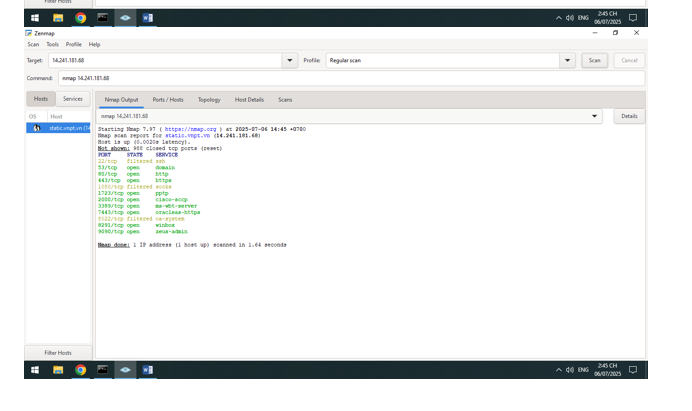 Filter Hosts
ENG
2:45 CH
06/07/2025
Zenmap
Scan Tools Profile Help
Target: 14.241.181.68 Profile: Regular scan Scan Cancel
Command: nmap 14.241.181.68
Hosts Services Nmap Output Ports / Hosts Topology Host Details Scans
OS Host nmap 14.241.181.68 Details
static.vnpt.vn (14
Starting Nmap 7.97 ( https://nmap.org ) at 2025-07-06 14:45 +0700
Nmap scan report for static.vnpt.vn (14.241.181.68)
Host is up (0.0020s latency).
Not shown: 988 closed tcp ports (reset)
PORT STATE SERVICE
22/tcp filtered ssh
53/tcp open domain
80/tcp open http
443/tcp open https
1080/tcp filtered socks
1723/tcp open pptp
2000/tcp open cisco-sccp
3389/tcp open ms-wbt-server
7443/tcp open oracleas-https
filtered
8291/tcp open winbox
9090/tcp open zeus-admin
Nmap done: 1 IP address (1 host up) scanned in 1.64 seconds
Filter Hosts
ENG
2:45 CH
06/07/2025